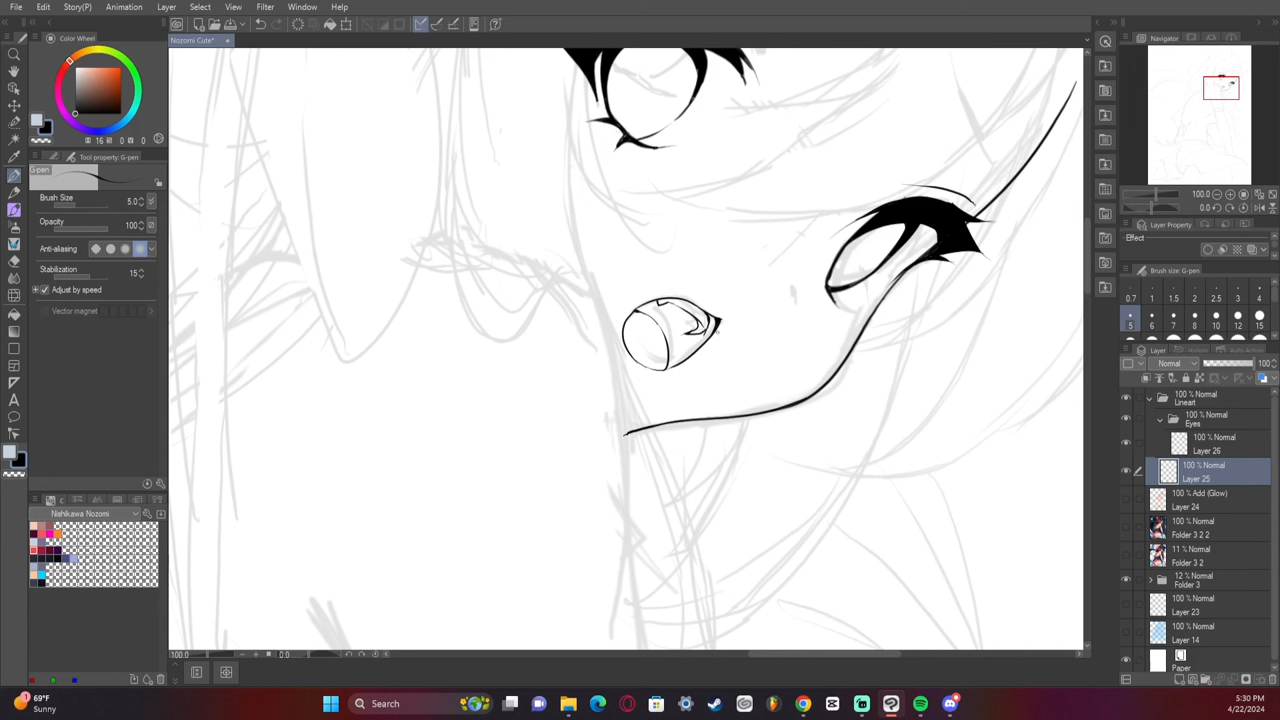 File Edit Story(P) Animation Layer Select View Filter Window Help
Color Wheel
Nozomi Cute*
Navigator
H 16 S 0 V 0
Tool property: G-pen
G-pen
Brush Size 5.0
Opacity 100
Anti-aliasing
Stabilization 15
Adjust by speed
Vector magnet
100.0
Layer Property
Effect
Brush size: G-pen
0.7 1 1.5 2 2.5 3 4
5 6 7 8 10 12 15
Layer
Normal 100
100 % Normal
Lineart
100 % Normal
Eyes
100 % Normal
Layer 26
100 % Normal
Layer 25
100 % Add (Glow)
Layer 24
100 % Normal
Folder 3 2 2
11 % Normal
Folder 3 2
12 % Normal
Folder 3
100 % Normal
Layer 23
100 % Normal
Layer 14
Paper
Nishikawa Nozomi
100.0 0.0
1
69°F
Sunny
Search
5:30 PM
4/22/2024